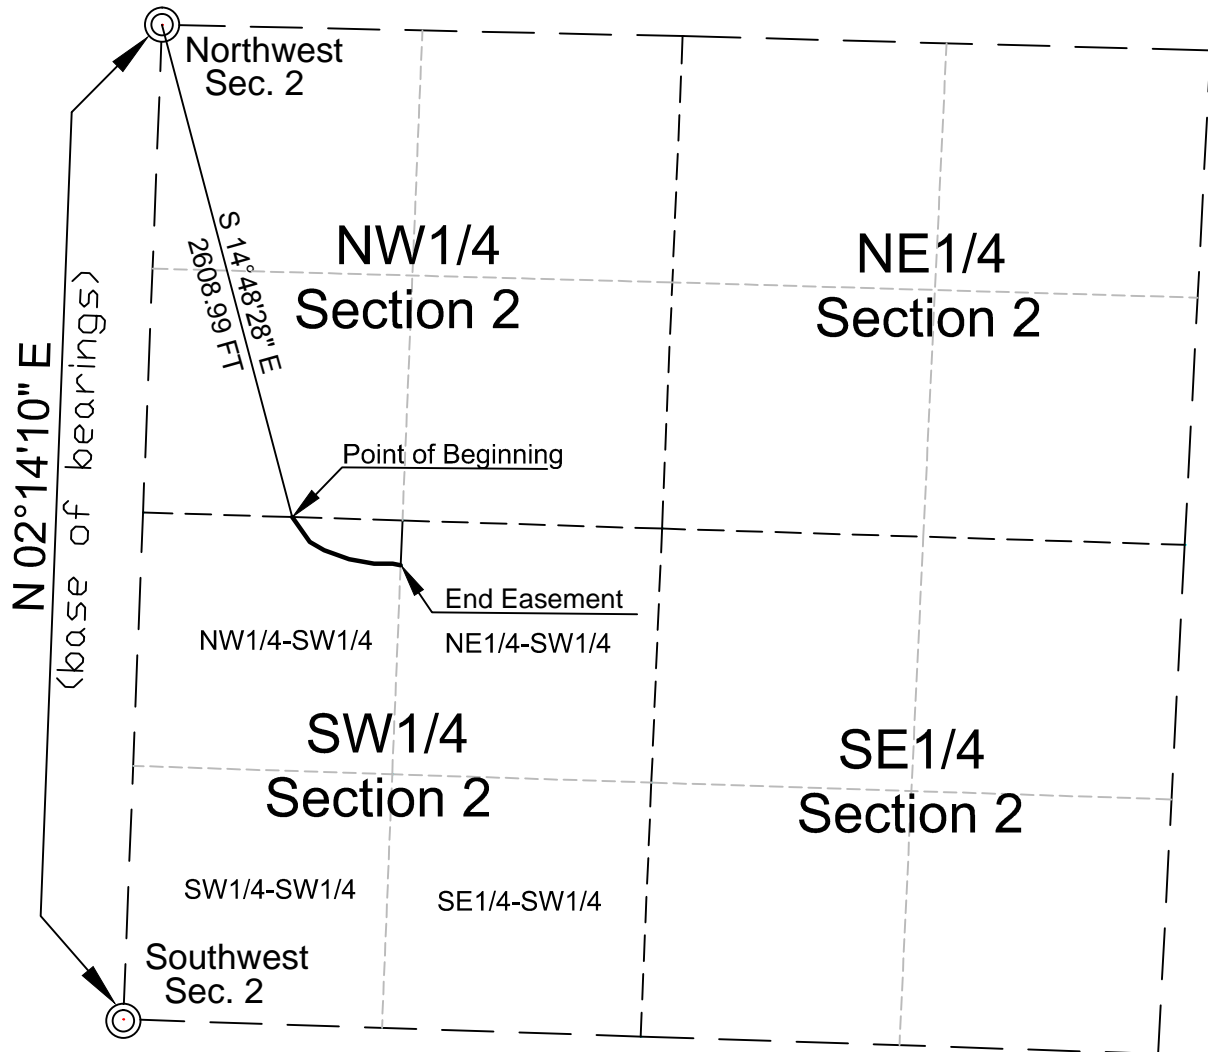 Northwest
Sec. 2
N 02°14'10" E
(base of bearings)
S 14°48'28" E
2608.99 FT
NW1/4
Section 2
NE1/4
Section 2
Point of Beginning
End Easement
NW1/4-SW1/4
NE1/4-SW1/4
SW1/4
Section 2
SE1/4
Section 2
SW1/4-SW1/4
SE1/4-SW1/4
Southwest
Sec. 2